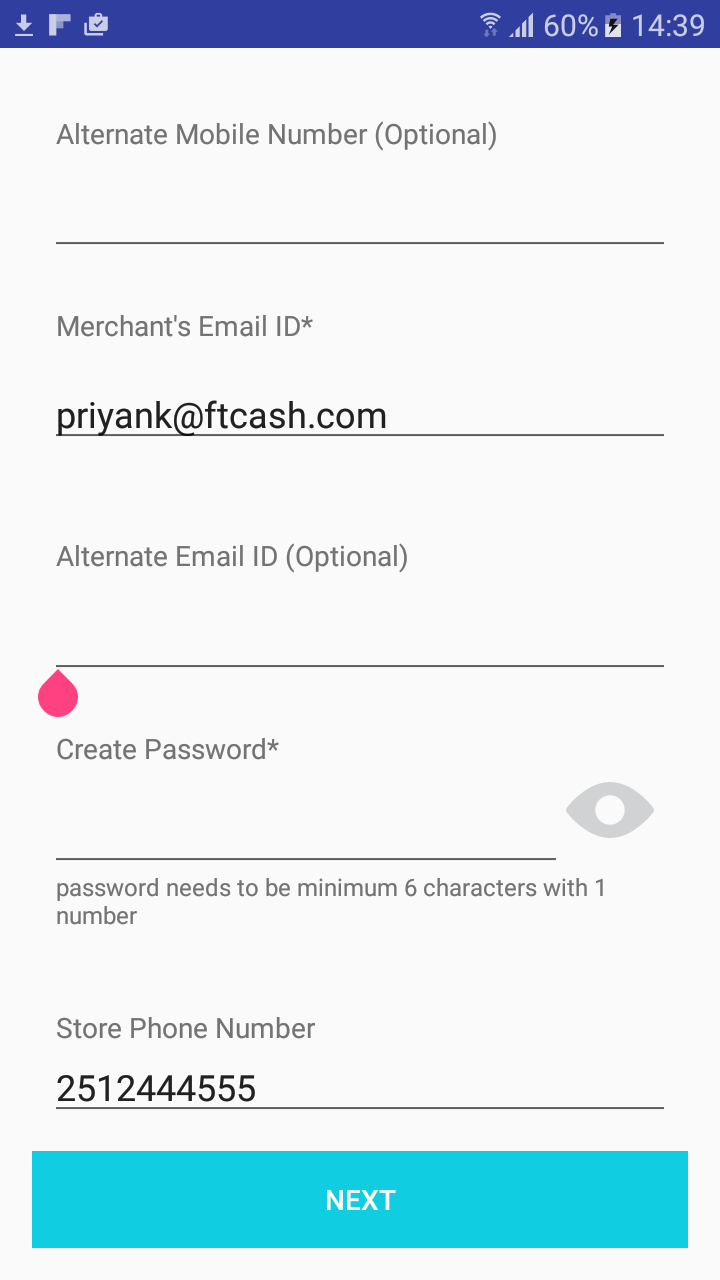 60% 14:39
Alternate Mobile Number (Optional)
Merchant's Email ID*
priyank@ftcash.com
Alternate Email ID (Optional)
Create Password*
password needs to be minimum 6 characters with 1
number
Store Phone Number
2512444555
NEXT